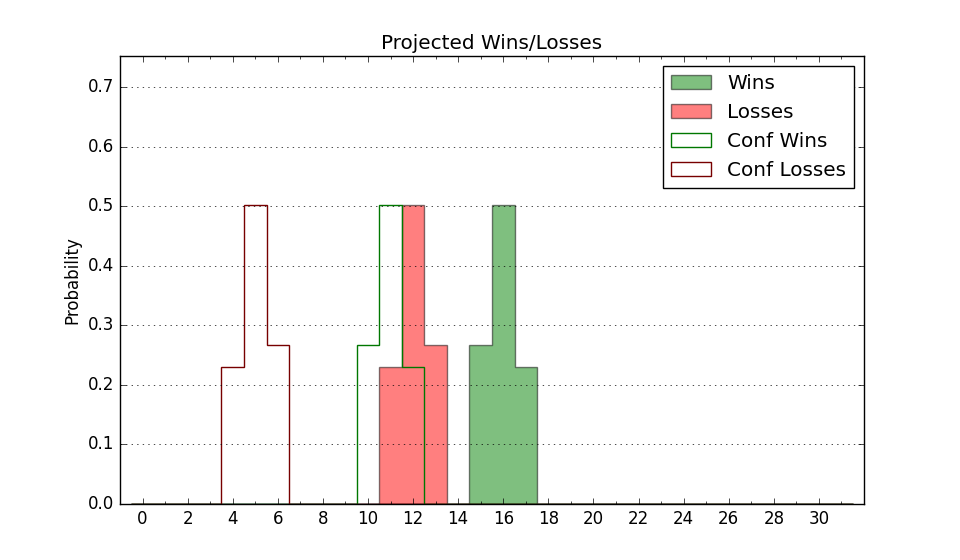 Projected Wins/Losses
Wins
Losses
Conf Wins
Conf Losses
Probability
0.7
0.6
0.5
0.4
0.3
0.2
0.1
0.0
0 2 4 6 8 10 12 14 16 18 20 22 24 26 28 30